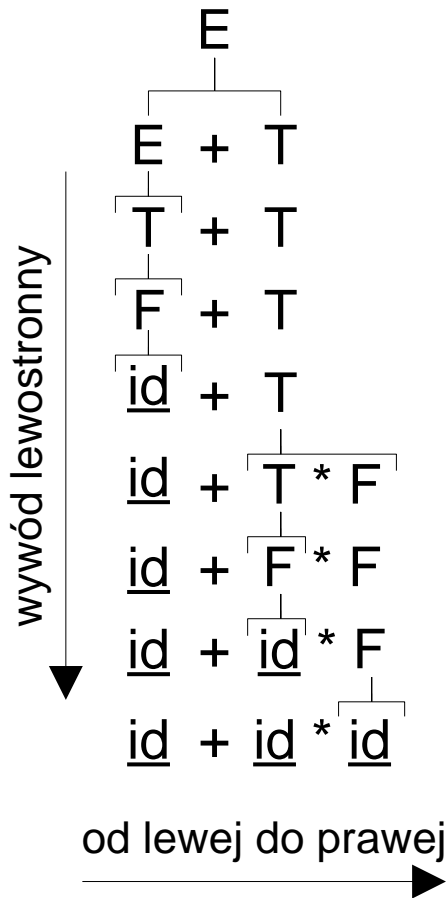 E
E + T
T + T
F + T
id + T
id + T * F
id + F * F
id + id * F
id + id * id
wywód lewostronny
od lewej do prawej